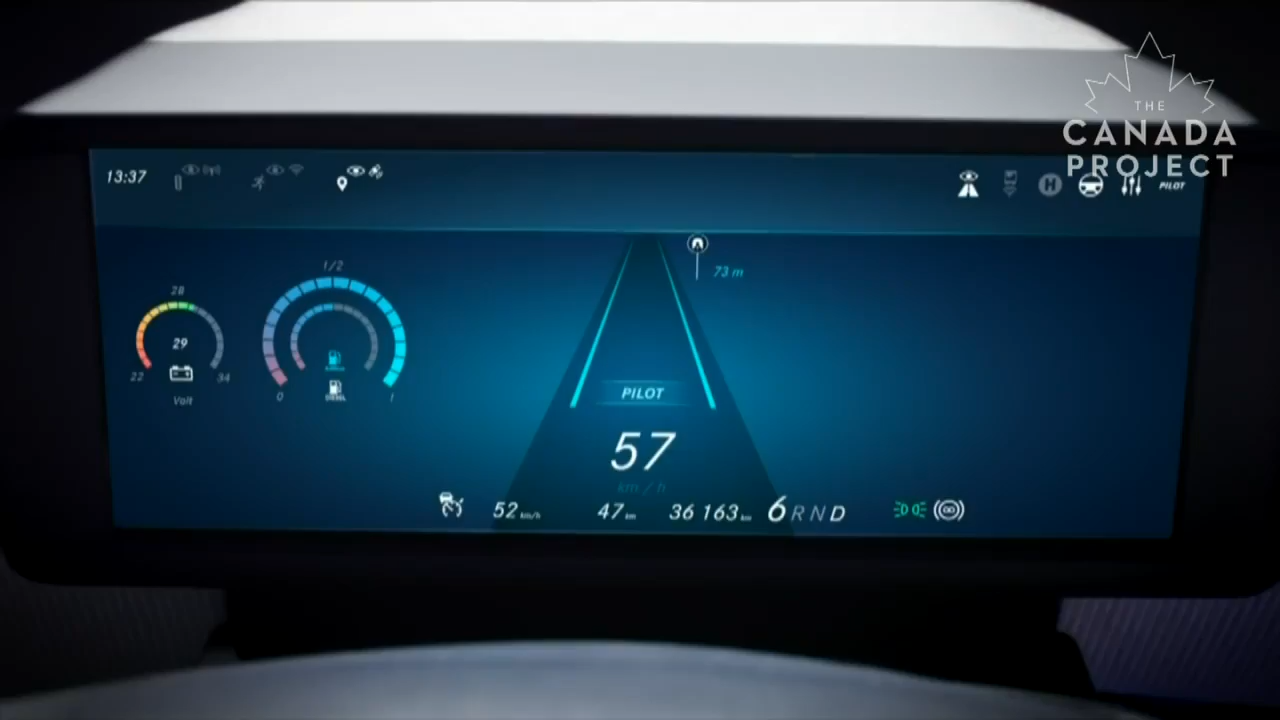 THE
CANADA
PROJECT
13:37
H
PILOT
73 m
28
29
22
34
Volt
1/2
0
1
DIESEL
PILOT
57
km/h
52 km/h
47 km
36 163 km
6 R N D